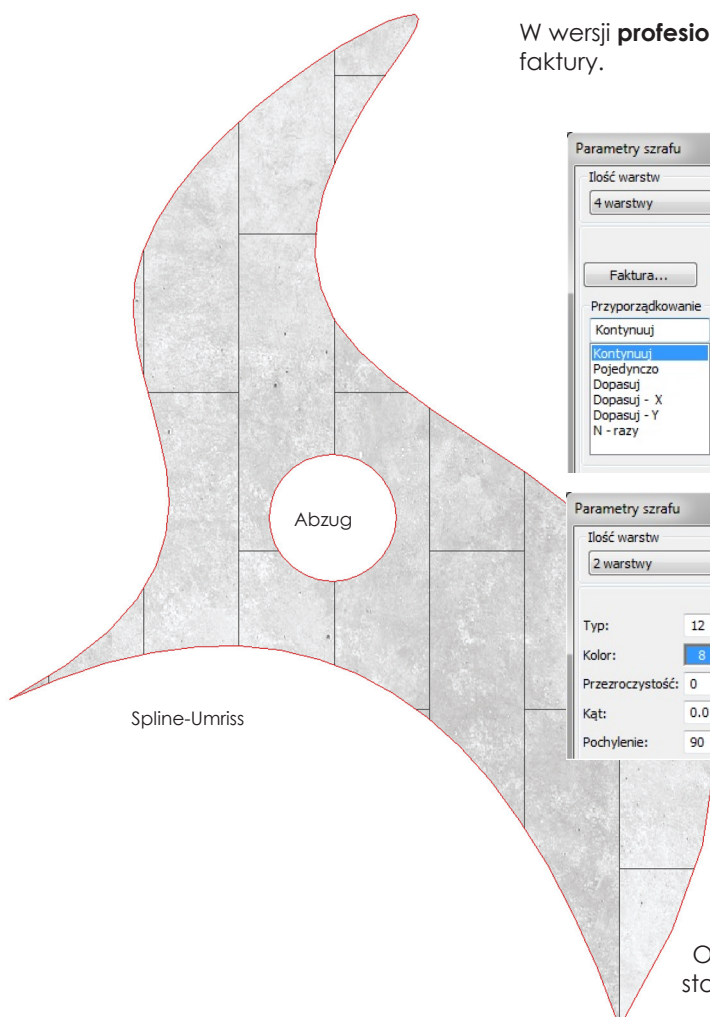 W wersji profesio
faktury.
Parametry szrafu
Ilość warstw
4 warstwy
Faktura...
Przyporządkowanie
Kontynuuj
Kontynuuj
Pojedynczo
Dopasuj
Dopasuj - X
Dopasuj - Y
N - razy
Abzug
Parametry szrafu
Ilość warstw
2 warstwy
Typ: 12
Kolor: 8
Przezroczystość: 0
Kąt: 0.0
Pochylenie: 90
Spline-Umriss